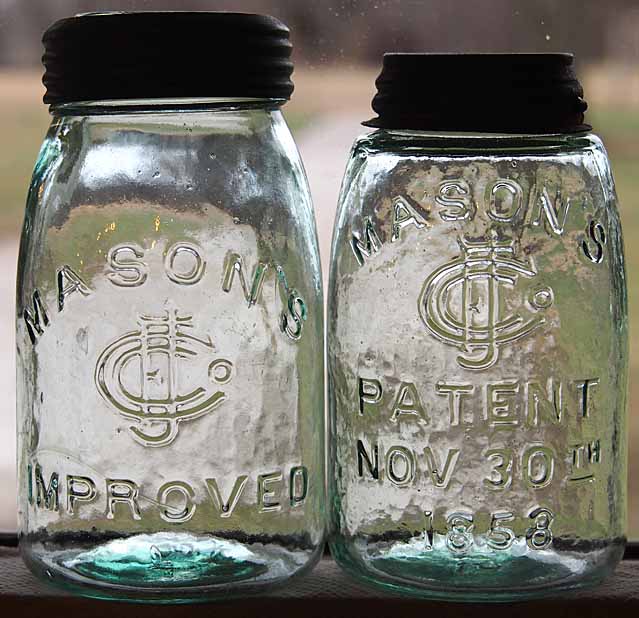 MASON'S
CFJCo
IMPROVED
MASON'S
CFJCo
PATENT
NOV 30TH
1858